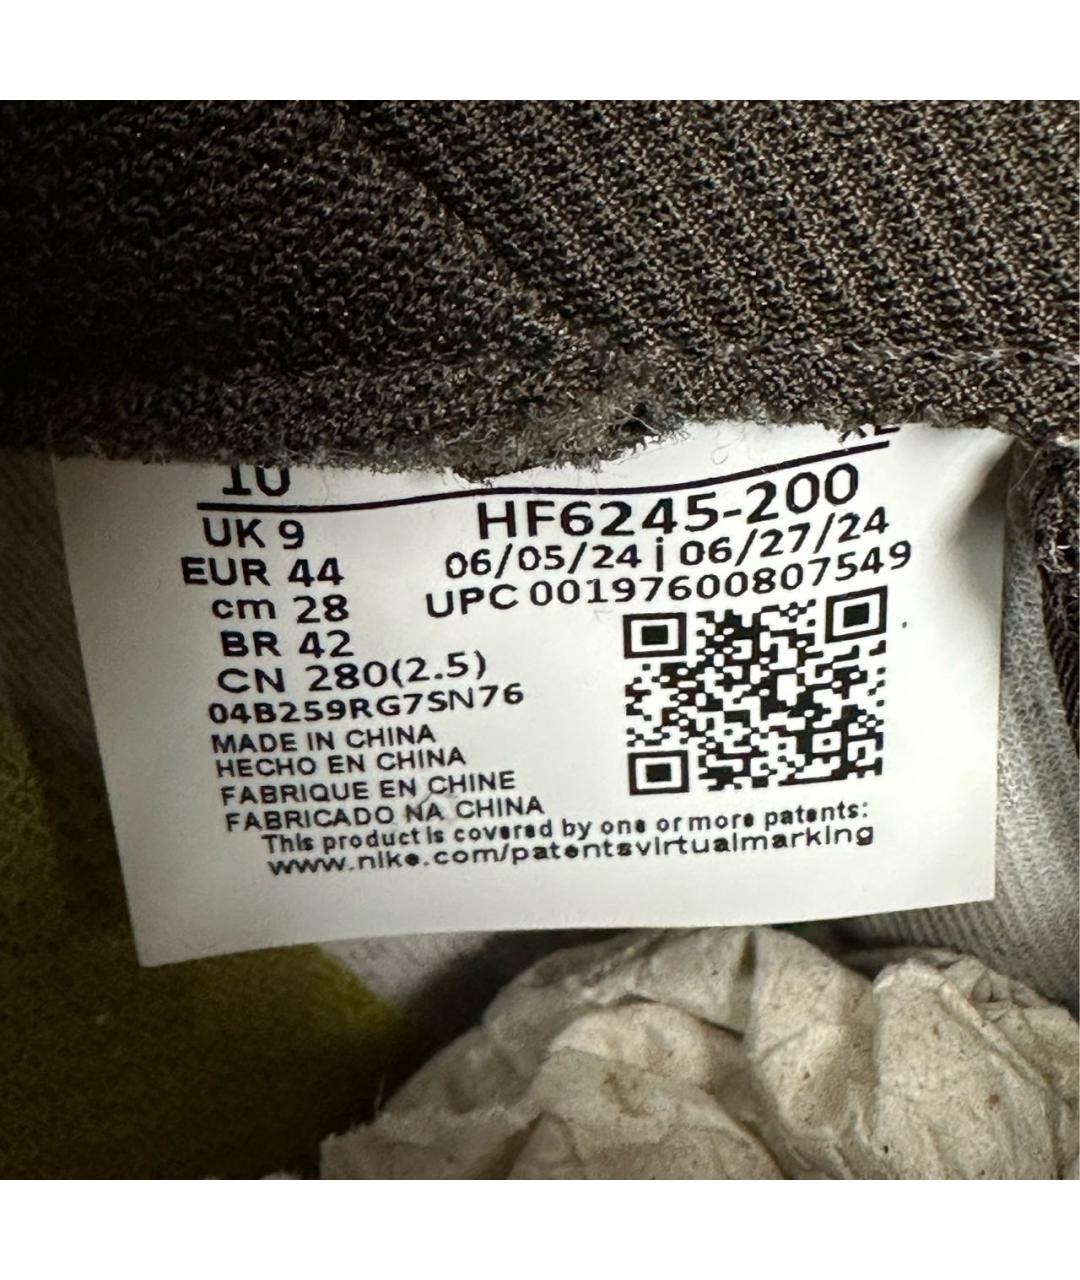 10
UK 9
EUR 44
cm 28
BR 42
CN 280(2.5)
04B259RG7SN76
MADE IN CHINA
HECHO EN CHINA
FABRIQUE EN CHINE
FABRICADO NA CHINA
HF6245-200
06/05/24 | 06/27/24
UPC 00197600807549
This product is covered by one or more patents:
www.nike.com/patentsvirtualmarking